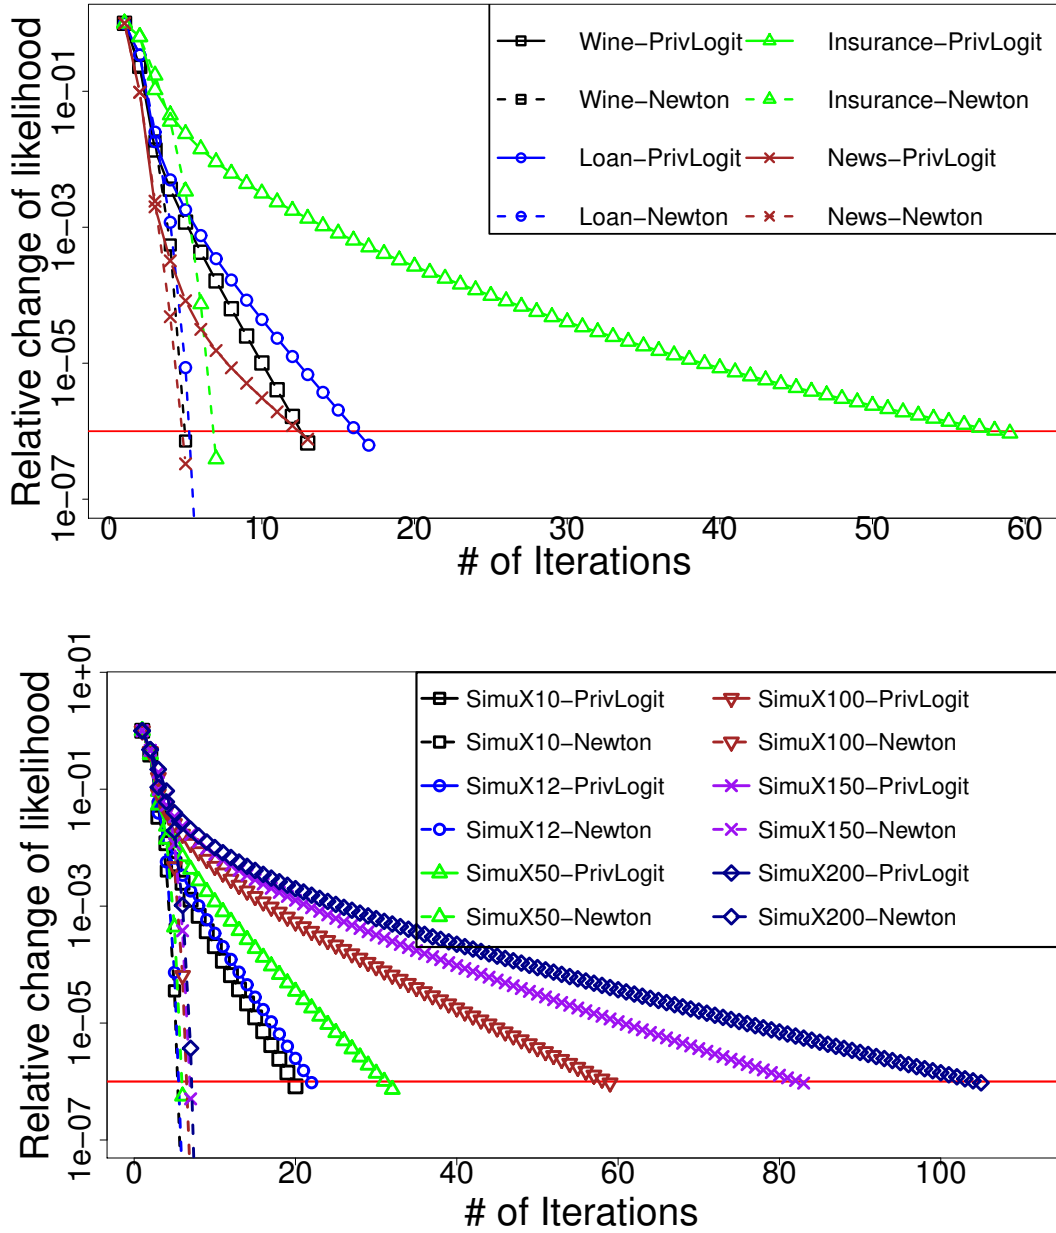 Relative change of likelihood
1e−01
1e−03
1e−05
1e−07
Wine−PrivLogit
Insurance−PrivLogit
Wine−Newton
Insurance−Newton
Loan−PrivLogit
News−PrivLogit
Loan−Newton
News−Newton
0 10 20 30 40 50 60
# of Iterations
Relative change of likelihood
1e+01
1e−01
1e−03
1e−05
1e−07
SimuX10−PrivLogit
SimuX100−PrivLogit
SimuX10−Newton
SimuX100−Newton
SimuX12−PrivLogit
SimuX150−PrivLogit
SimuX12−Newton
SimuX150−Newton
SimuX50−PrivLogit
SimuX200−PrivLogit
SimuX50−Newton
SimuX200−Newton
0 20 40 60 80 100
# of Iterations